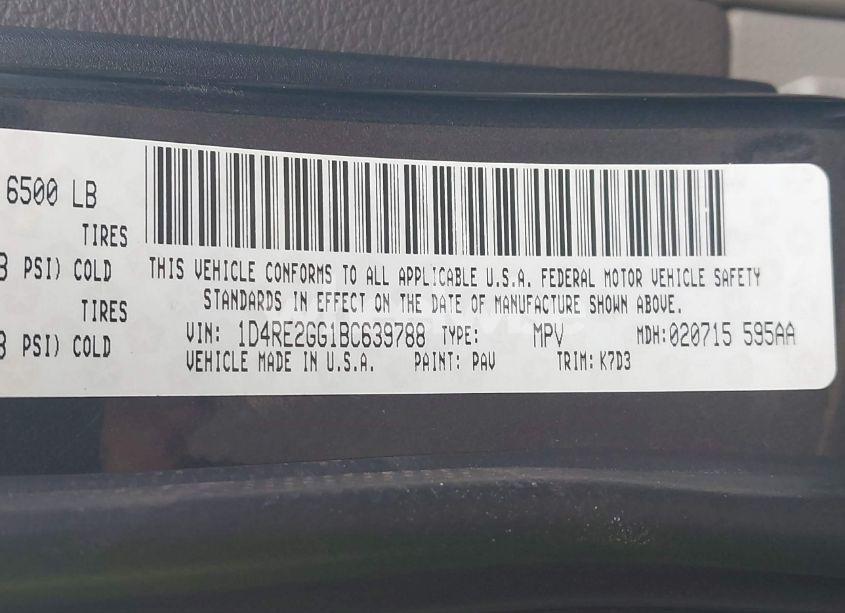 6500 LB
TIRES
PSI) COLD
TIRES
PSI) COLD
THIS VEHICLE CONFORMS TO ALL APPLICABLE U.S.A. FEDERAL MOTOR VEHICLE SAFETY
STANDARDS IN EFFECT ON THE DATE OF MANUFACTURE SHOWN ABOVE.
VIN: 1D4RE2GG1BC639788 TYPE: MPV MDH:020715 595AA
VEHICLE MADE IN U.S.A. PAINT: PAV TRIM: K7D3